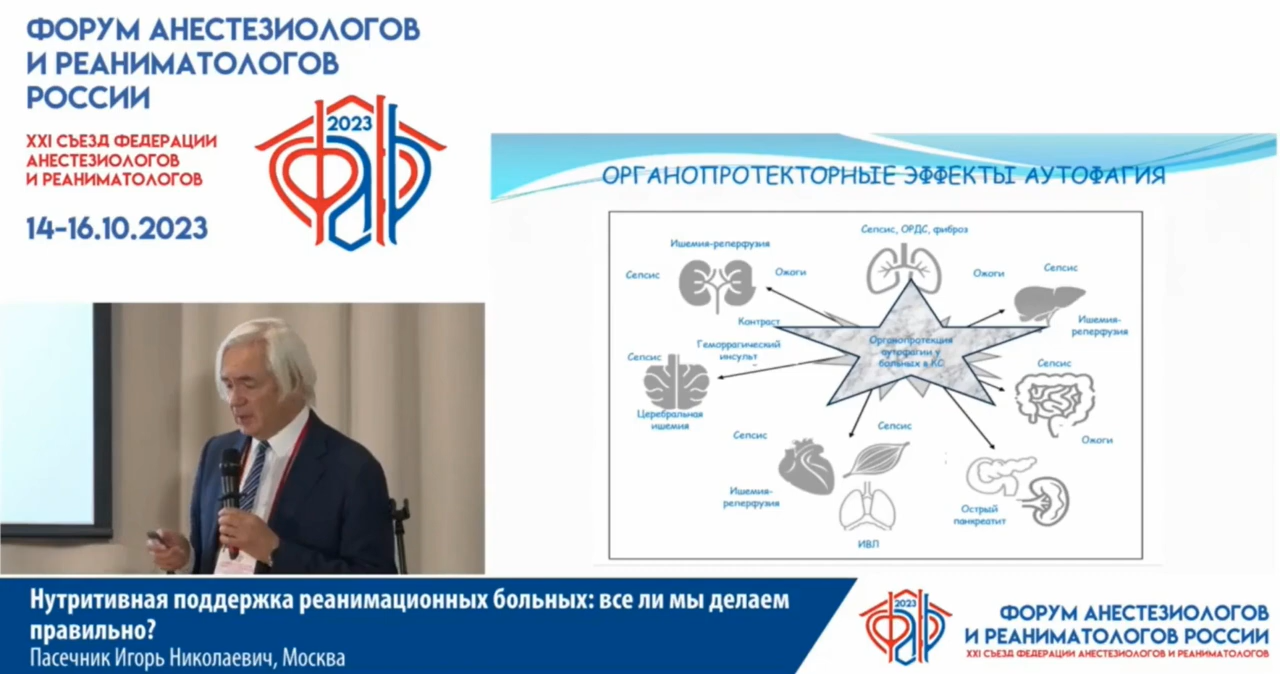 ФОРУМ АНЕСТЕЗИОЛОГОВ
И РЕАНИМАТОЛОГОВ
РОССИИ
XXI СЪЕЗД ФЕДЕРАЦИИ
АНЕСТЕЗИОЛОГОВ
И РЕАНИМАТОЛОГОВ
14-16.10.2023
2023
ФАР
ОРГАНОПРОТЕКТОРНЫЕ ЭФФЕКТЫ АУТОФАГИЯ
Сепсис, ОРДС, фиброз
Ишемия-реперфузия
Сепсис
Ожоги
Ожоги
Сепсис
Контраст
Ишемия-
реперфузия
Геморрагический
инсульт
Органопротекция
аутофагии у
больных в КС
Сепсис
Сепсис
Церебральная
ишемия
Сепсис
Сепсис
Ожоги
Ишемия-
реперфузия
Острый
панкреатит
ИВЛ
Нутритивная поддержка реанимационных больных: все ли мы делаем
правильно?
Пасечник Игорь Николаевич, Москва
2023
ФАР
ФОРУМ АНЕСТЕЗИОЛОГОВ
И РЕАНИМАТОЛОГОВ РОССИИ
XXI СЪЕЗД ФЕДЕРАЦИИ АНЕСТЕЗИОЛОГОВ И РЕАНИМАТОЛОГОВ